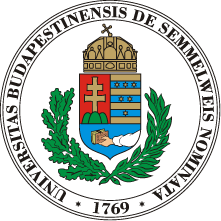 UNIVERSITAS BUDAPESTINENSIS DE SEMMELWEIS NOMINATA
· 1769 ·